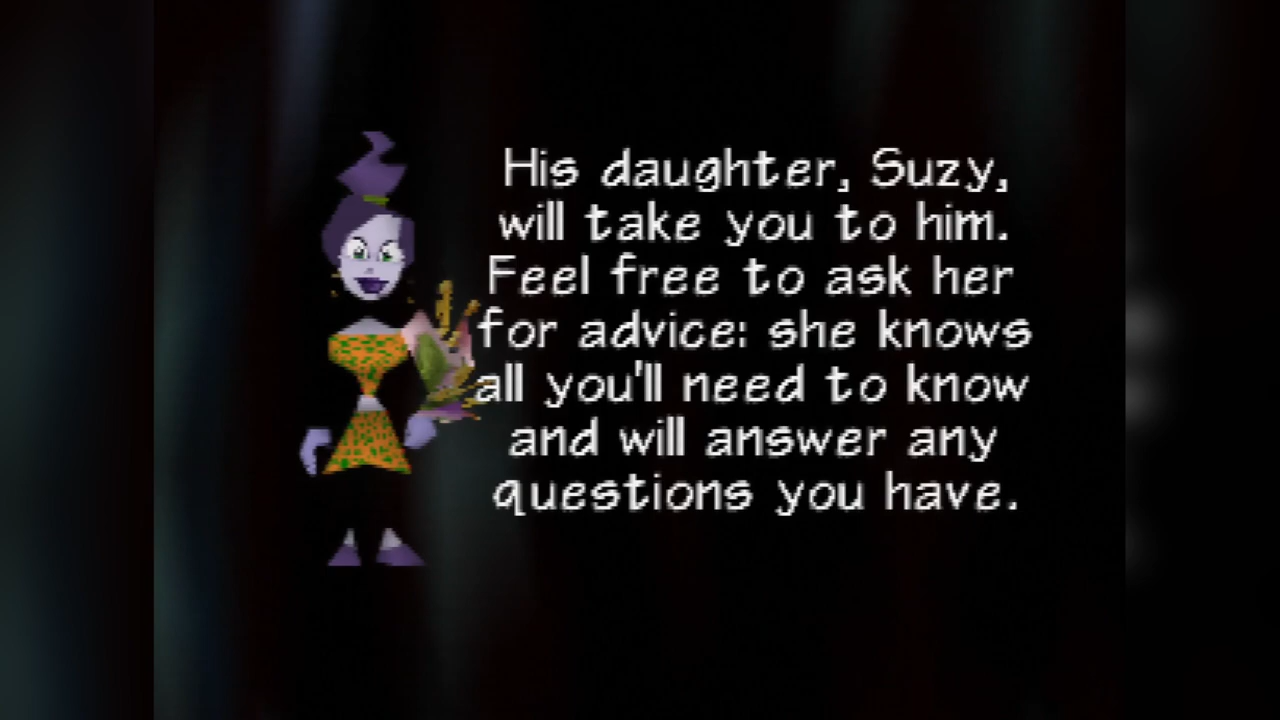 His daughter, Suzy,
will take you to him.
Feel free to ask her
for advice: she knows
all you'll need to know
and will answer any
questions you have.